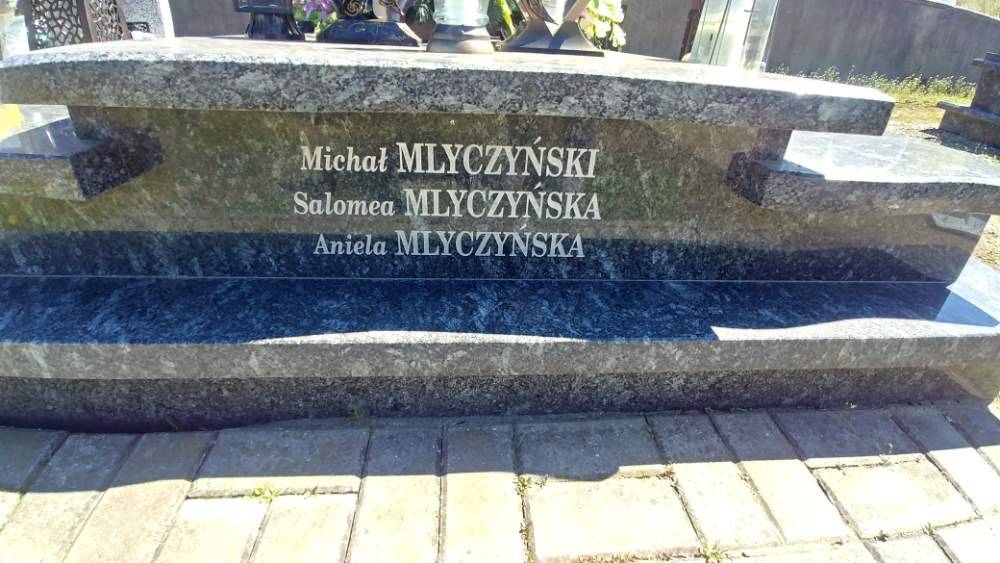 Michał MLYCZYŃSKI
Salomea MLYCZYŃSKA
Aniela MLYCZYŃSKA